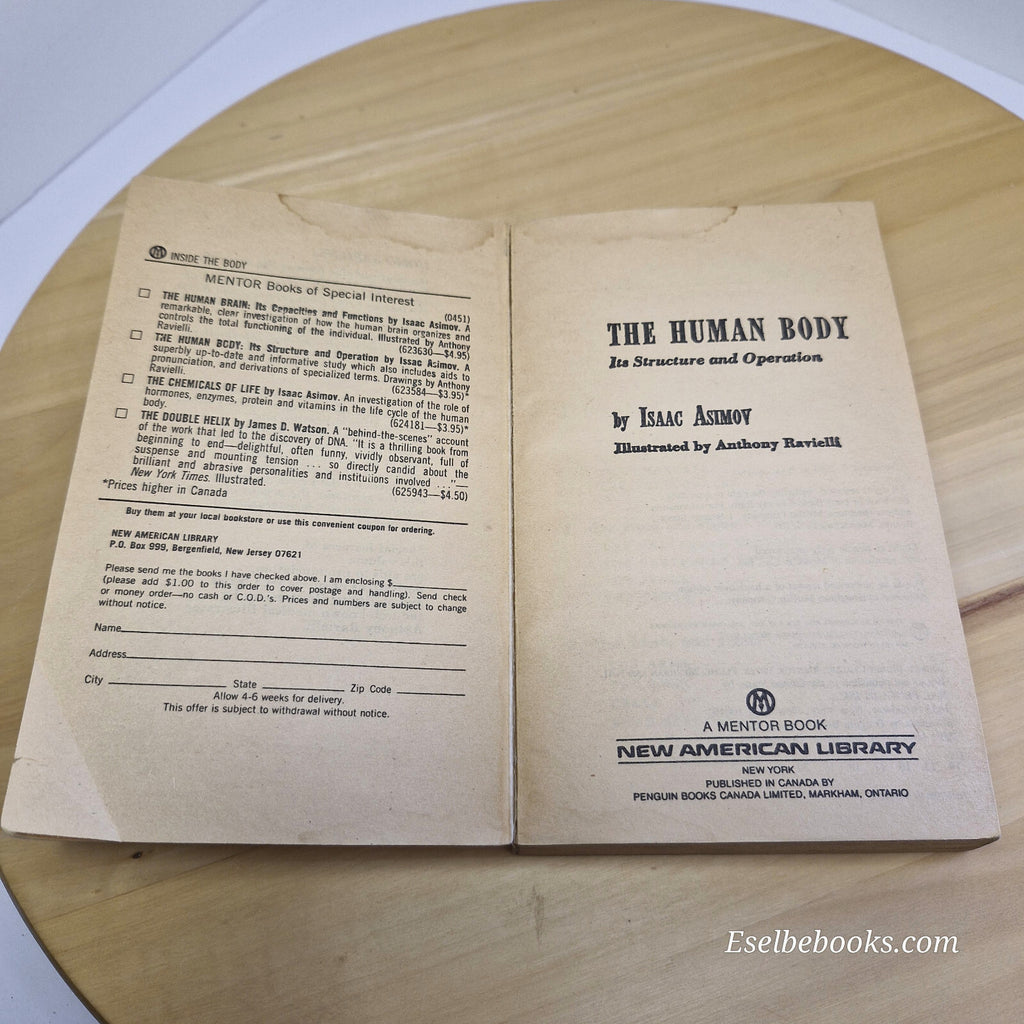 INSIDE THE BODY
MENTOR Books of Special Interest
(0451)
THE HUMAN BRAIN: Its Capacities and Functions by Isaac Asimov. A
remarkable, clear investigation of how the human brain organizes and
controls the total functioning of the individual. Illustrated by Anthony
Ravielli. (623630—$4.95)
THE HUMAN BODY: Its Structure and Operation by Issac Asimov. A
superbly up-to-date and informative study which also includes aids to
pronunciation, and derivations of specialized terms. Drawings by Anthony
Ravielli. (623584—$3.95)*
THE CHEMICALS OF LIFE by Isaac Asimov. An investigation of the role of
hormones, enzymes, protein and vitamins in the life cycle of the human
body. (624181—$3.95)*
THE DOUBLE HELIX by James D. Watson. A "behind-the-scenes" account
of the work that led to the discovery of DNA. "It is a thrilling book from
beginning to end—delightful, often funny, vividly observant, full of
suspense and mounting tension ... so directly candid about the
brilliant and abrasive personalities and institutions involved ..."—
New York Times. Illustrated. (625943—$4.50)
*Prices higher in Canada
Buy them at your local bookstore or use this convenient coupon for ordering.
NEW AMERICAN LIBRARY
P.O. Box 999, Bergenfield, New Jersey 07621
Please send me the books I have checked above. I am enclosing $
(please add $1.00 to this order to cover postage and handling). Send check
or money order—no cash or C.O.D.'s. Prices and numbers are subject to change
without notice.
Name
Address
City State Zip Code
Allow 4-6 weeks for delivery.
This offer is subject to withdrawal without notice.
THE HUMAN BODY
Its Structure and Operation
by ISAAC ASIMOV
Illustrated by Anthony Ravielli
M
A MENTOR BOOK
NEW AMERICAN LIBRARY
NEW YORK
PUBLISHED IN CANADA BY
PENGUIN BOOKS CANADA LIMITED, MARKHAM, ONTARIO
Eselbebooks.com